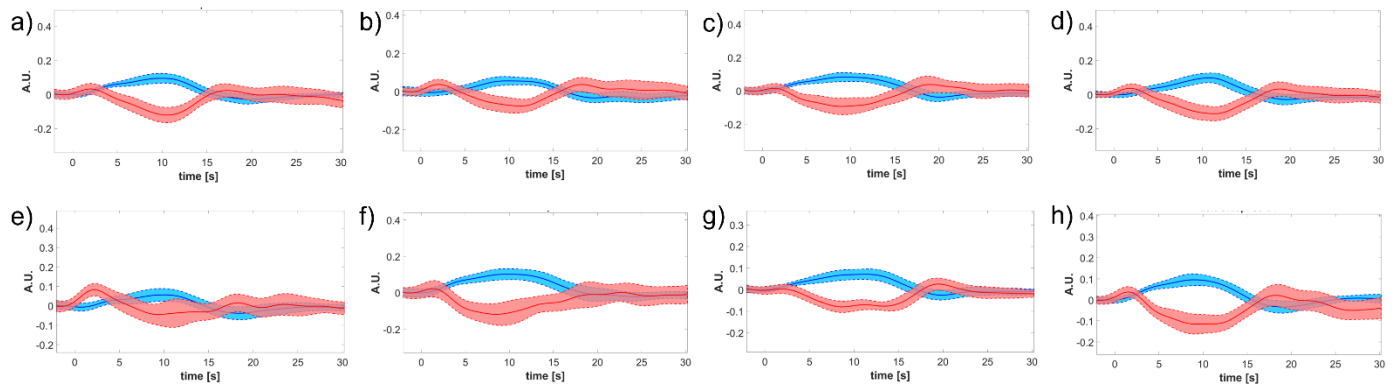 a) b) c) d)
A.U. A.U. A.U. A.U.
0.4 0.4 0.4 0.4
0.2 0.2 0.2 0.2
0 0 0 0
-0.2 -0.2 -0.2 -0.2
0 5 10 15 20 25 30 0 5 10 15 20 25 30 0 5 10 15 20 25 30 0 5 10 15 20 25 30
time [s] time [s] time [s] time [s]
e) f) g) h)
A.U. A.U. A.U. A.U.
0.5 0.4 0.3 0.4
0.4 0.2 0.2 0.3
0.3 0 0.1 0.2
0.2 -0.2 0 0.1
0.1 -0.1 0
0 -0.2 -0.1
-0.1 -0.2
-0.2
0 5 10 15 20 25 30 0 5 10 15 20 25 30 0 5 10 15 20 25 30 0 5 10 15 20 25 30
time [s] time [s] time [s] time [s]